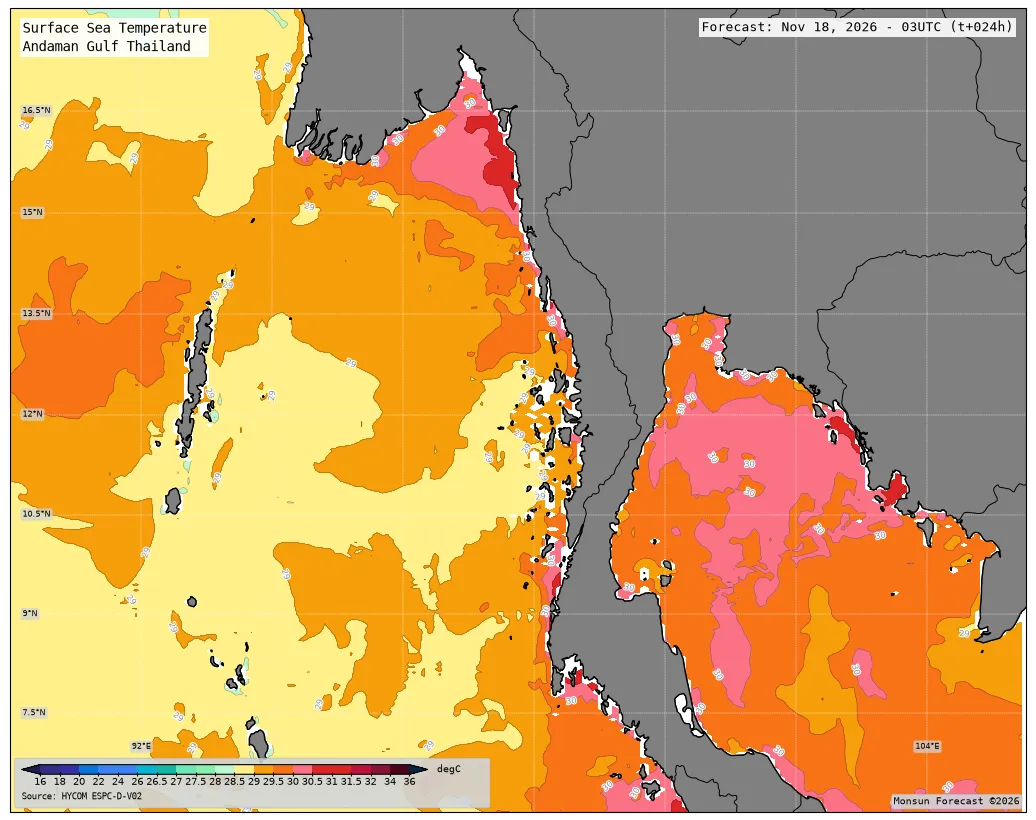 Surface Sea Temperature
Andaman Gulf Thailand
Forecast: Nov 18, 2026 - 03UTC (t+024h)
16.5°N
15°N
13.5°N
12°N
10.5°N
9°N
7.5°N
92°E
104°E
degC
16 18 20 22 24 26 26.5 27 27.5 28 28.5 29 29.5 30 30.5 31 31.5 32 33 34 36
Source: HYCOM ESPC-D-V02
Monsun Forecast ©2026